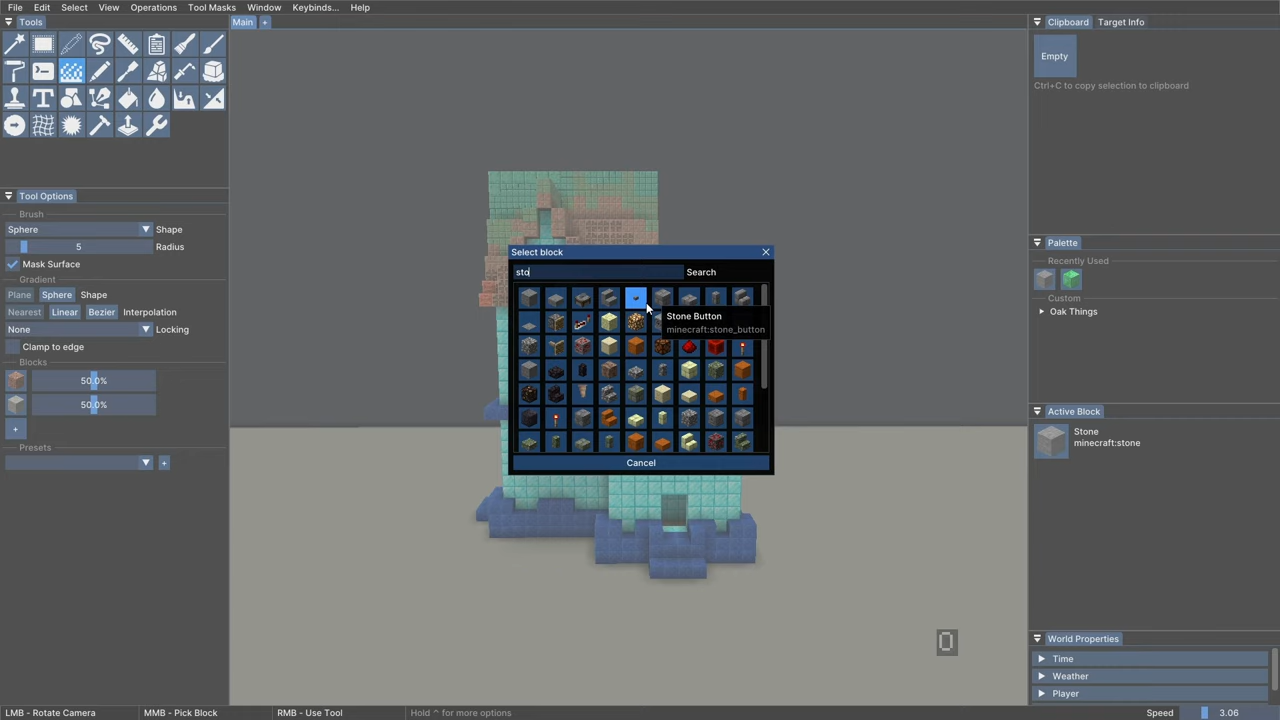 File Edit Select View Operations Tool Masks Window Keybinds... Help
Tools
Main +
Clipboard Target Info
Empty
Ctrl+C to copy selection to clipboard
Tool Options
Brush
Sphere Shape
5 Radius
Mask Surface
Gradient
Plane Sphere Shape
Nearest Linear Bezier Interpolation
None Locking
Clamp to edge
Blocks
50.0%
50.0%
+
Presets
+
Select block
sto Search
Stone Button
minecraft:stone_button
Cancel
Palette
Recently Used
Custom
Oak Things
Active Block
Stone
minecraft:stone
O
World Properties
Time
Weather
Player
LMB - Rotate Camera MMB - Pick Block RMB - Use Tool Hold ^ for more options Speed 3.06